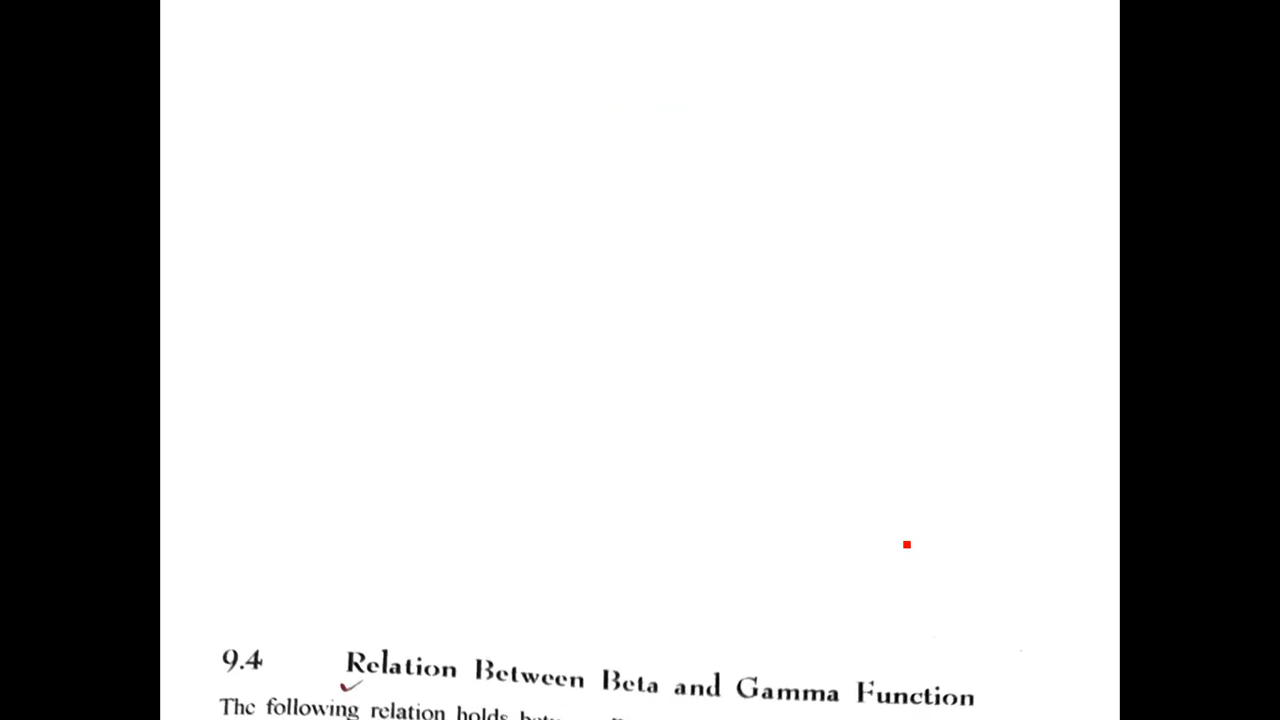 9.4 Relation Between Beta and Gamma Function
The following relation holds